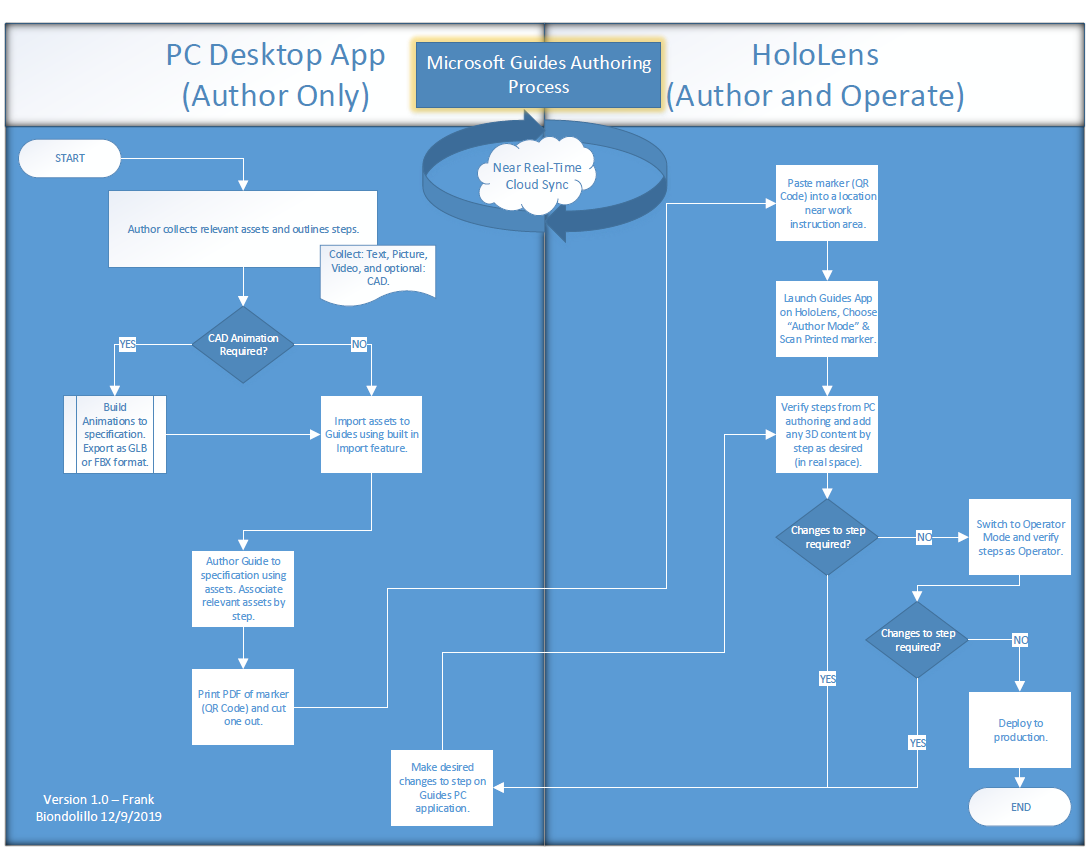 PC Desktop App
(Author Only)
Microsoft Guides Authoring
Process
HoloLens
(Author and Operate)
Near Real-Time
Cloud Sync
START
Author collects relevant assets and outlines steps.
Collect: Text, Picture,
Video, and optional:
CAD.
CAD Animation
Required?
YES
NO
Build
Animations to
specification.
Export as GLB
or FBX format.
Import assets to
Guides using built in
Import feature.
Author Guide to
specification using
assets. Associate
relevant assets by
step.
Print PDF of marker
(QR Code) and cut
one out.
Make desired
changes to step on
Guides PC
application.
Version 1.0 – Frank
Biondolillo 12/9/2019
Paste marker (QR
Code) into a location
near work
instruction area.
Launch Guides App
on HoloLens, Choose
“Author Mode” &
Scan Printed marker.
Verify steps from PC
authoring and add
any 3D content by
step as desired
(in real space).
Changes to step
required?
NO
Switch to Operator
Mode and verify
steps as Operator.
Changes to step
required?
NO
YES
YES
Deploy to
production.
END